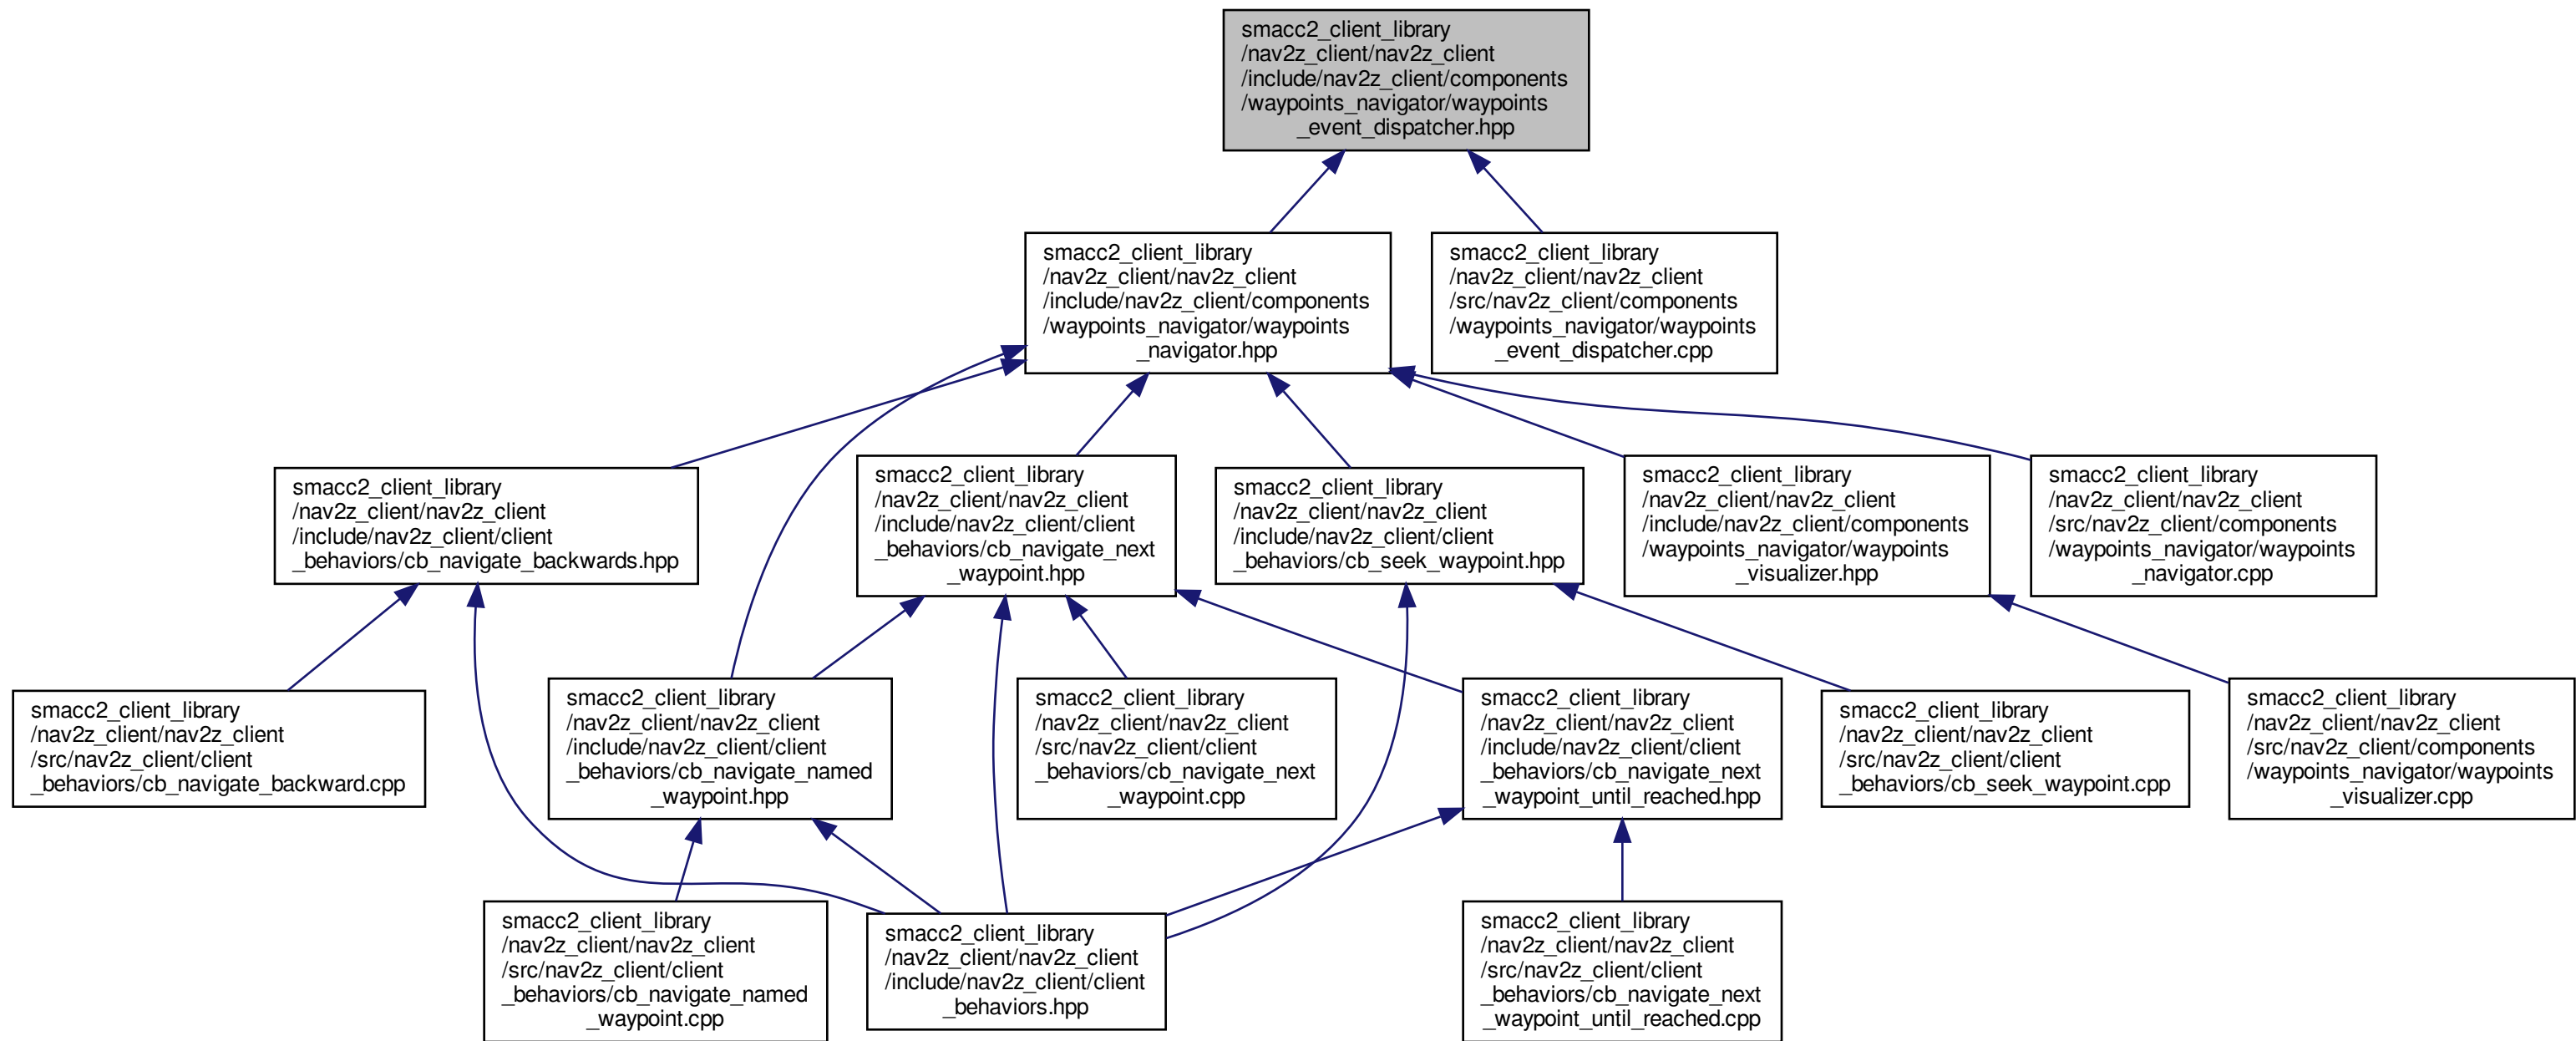 smacc2_client_library
/nav2z_client/nav2z_client
/include/nav2z_client/components
/waypoints_navigator/waypoints
_event_dispatcher.hpp
smacc2_client_library
/nav2z_client/nav2z_client
/include/nav2z_client/components
/waypoints_navigator/waypoints
_navigator.hpp
smacc2_client_library
/nav2z_client/nav2z_client
/src/nav2z_client/components
/waypoints_navigator/waypoints
_event_dispatcher.cpp
smacc2_client_library
/nav2z_client/nav2z_client
/include/nav2z_client/client
_behaviors/cb_navigate_backwards.hpp
smacc2_client_library
/nav2z_client/nav2z_client
/include/nav2z_client/client
_behaviors/cb_navigate_next
_waypoint.hpp
smacc2_client_library
/nav2z_client/nav2z_client
/include/nav2z_client/client
_behaviors/cb_seek_waypoint.hpp
smacc2_client_library
/nav2z_client/nav2z_client
/include/nav2z_client/components
/waypoints_navigator/waypoints
_visualizer.hpp
smacc2_client_library
/nav2z_client/nav2z_client
/src/nav2z_client/components
/waypoints_navigator/waypoints
_navigator.cpp
smacc2_client_library
/nav2z_client/nav2z_client
/src/nav2z_client/client
_behaviors/cb_navigate_backward.cpp
smacc2_client_library
/nav2z_client/nav2z_client
/include/nav2z_client/client
_behaviors/cb_navigate_named
_waypoint.hpp
smacc2_client_library
/nav2z_client/nav2z_client
/src/nav2z_client/client
_behaviors/cb_navigate_next
_waypoint.cpp
smacc2_client_library
/nav2z_client/nav2z_client
/include/nav2z_client/client
_behaviors/cb_navigate_next
_waypoint_until_reached.hpp
smacc2_client_library
/nav2z_client/nav2z_client
/src/nav2z_client/client
_behaviors/cb_seek_waypoint.cpp
smacc2_client_library
/nav2z_client/nav2z_client
/src/nav2z_client/components
/waypoints_navigator/waypoints
_visualizer.cpp
smacc2_client_library
/nav2z_client/nav2z_client
/src/nav2z_client/client
_behaviors/cb_navigate_named
_waypoint.cpp
smacc2_client_library
/nav2z_client/nav2z_client
/include/nav2z_client/client
_behaviors.hpp
smacc2_client_library
/nav2z_client/nav2z_client
/src/nav2z_client/client
_behaviors/cb_navigate_next
_waypoint_until_reached.cpp